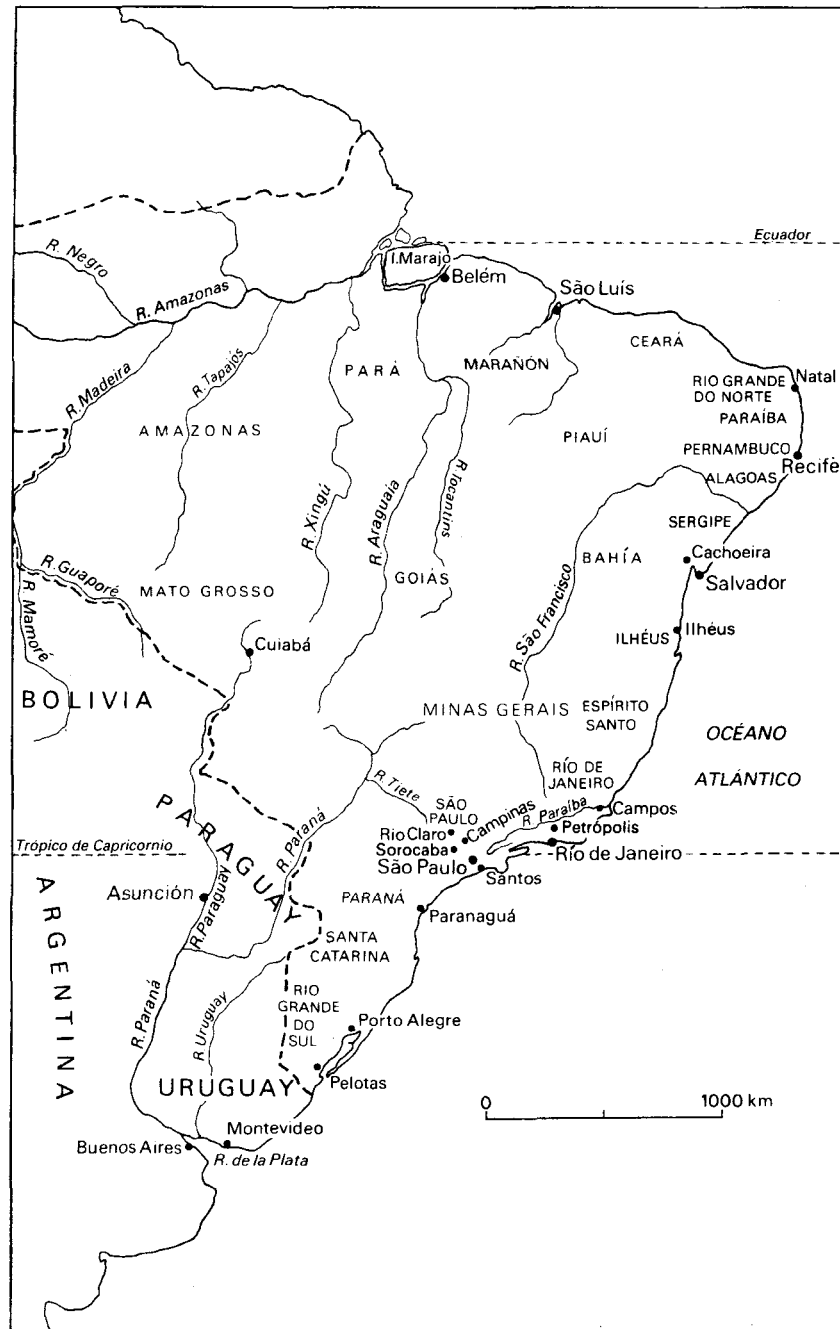 Ecuador
R. Negro
I. Marajo
Belém
R. Amazonas
São Luís
CEARÁ
MARAÑÓN
PARÁ
R. Tapajós
R. Madeira
RIO GRANDE
DO NORTE
Natal
PARAÍBA
AMAZONAS
PIAUÍ
PERNAMBUCO
Recife
ALAGOAS
R. Tocantins
R. Araguaia
R. Xingú
SERGIPE
Cachoeira
BAHÍA
Salvador
R. Guaporé
R. Mamoré
MATO GROSSO
GOIÁS
R. São Francisco
ILHÉUS
Ilhéus
Cuiabá
BOLIVIA
MINAS GERAIS
ESPÍRITO
SANTO
OCÉANO
ATLÁNTICO
RÍO DE
JANEIRO
R. Tiete
SÃO
PAULO
Campinas
R. Paraíba
Campos
PARAGUAY
R. Paraná
Rio Claro
Petrópolis
Sorocaba
Trópico de Capricornio
São Paulo
Río de Janeiro
Santos
ARGENTINA
Asunción
R. Paraguay
PARANÁ
Paranaguá
SANTA
CATARINA
R. Paraná
R. Uruguay
RIO
GRANDE
DO
SUL
Porto Alegre
Pelotas
URUGUAY
0 1000 km
Montevideo
Buenos Aires
R. de la Plata